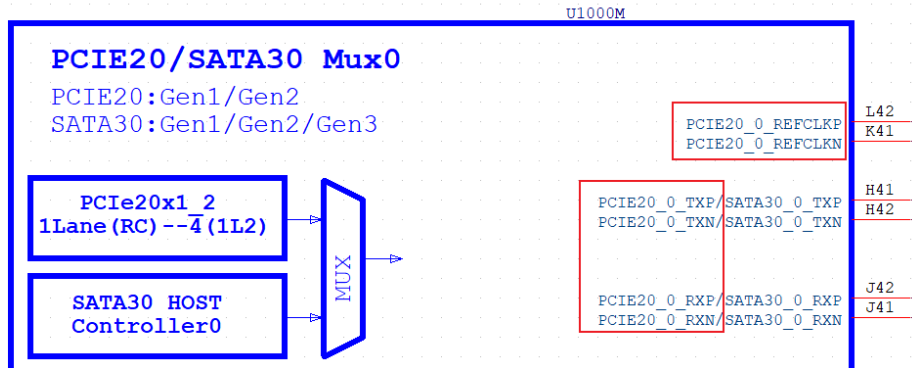 U1000M
PCIE20/SATA30 Mux0
PCIE20:Gen1/Gen2
SATA30:Gen1/Gen2/Gen3
PCIE20_0_REFCLKP
L42
PCIE20_0_REFCLKN
K41
PCIe20x1_2
1Lane(RC)--4(1L2)
MUX
SATA30 HOST
Controller0
PCIE20_0_TXP/SATA30_0_TXP
H41
PCIE20_0_TXN/SATA30_0_TXN
H42
PCIE20_0_RXP/SATA30_0_RXP
J42
PCIE20_0_RXN/SATA30_0_RXN
J41